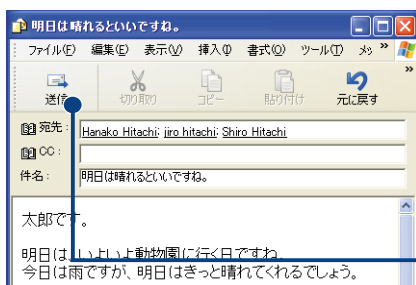 明日は晴れるといいですね。
ファイル(F) 編集(E) 表示(V) 挿入(I) 書式(O) ツール(T) メッ »
送信 切り取り コピー 貼り付け 元に戻す »
宛先: Hanako Hitachi; jiro hitachi; Shiro Hitachi
CC:
件名: 明日は晴れるといいですね。
太郎です。
明日は、いよいよ動物園に行く日ですね。
今日は雨ですが、明日はきっと晴れてくれるでしょう。